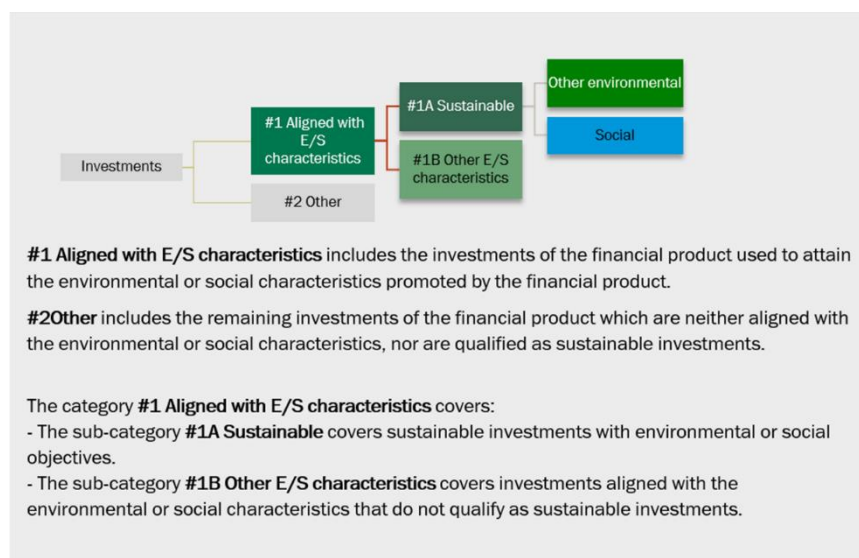 Other environmental
#1A Sustainable
#1 Aligned with
E/S
characteristics
Social
#1B Other E/S
characteristics
Investments
#2 Other
#1 Aligned with E/S characteristics includes the investments of the financial product used to attain
the environmental or social characteristics promoted by the financial product.
#2Other includes the remaining investments of the financial product which are neither aligned with
the environmental or social characteristics, nor are qualified as sustainable investments.
The category #1 Aligned with E/S characteristics covers:
- The sub-category #1A Sustainable covers sustainable investments with environmental or social
objectives.
- The sub-category #1B Other E/S characteristics covers investments aligned with the
environmental or social characteristics that do not qualify as sustainable investments.